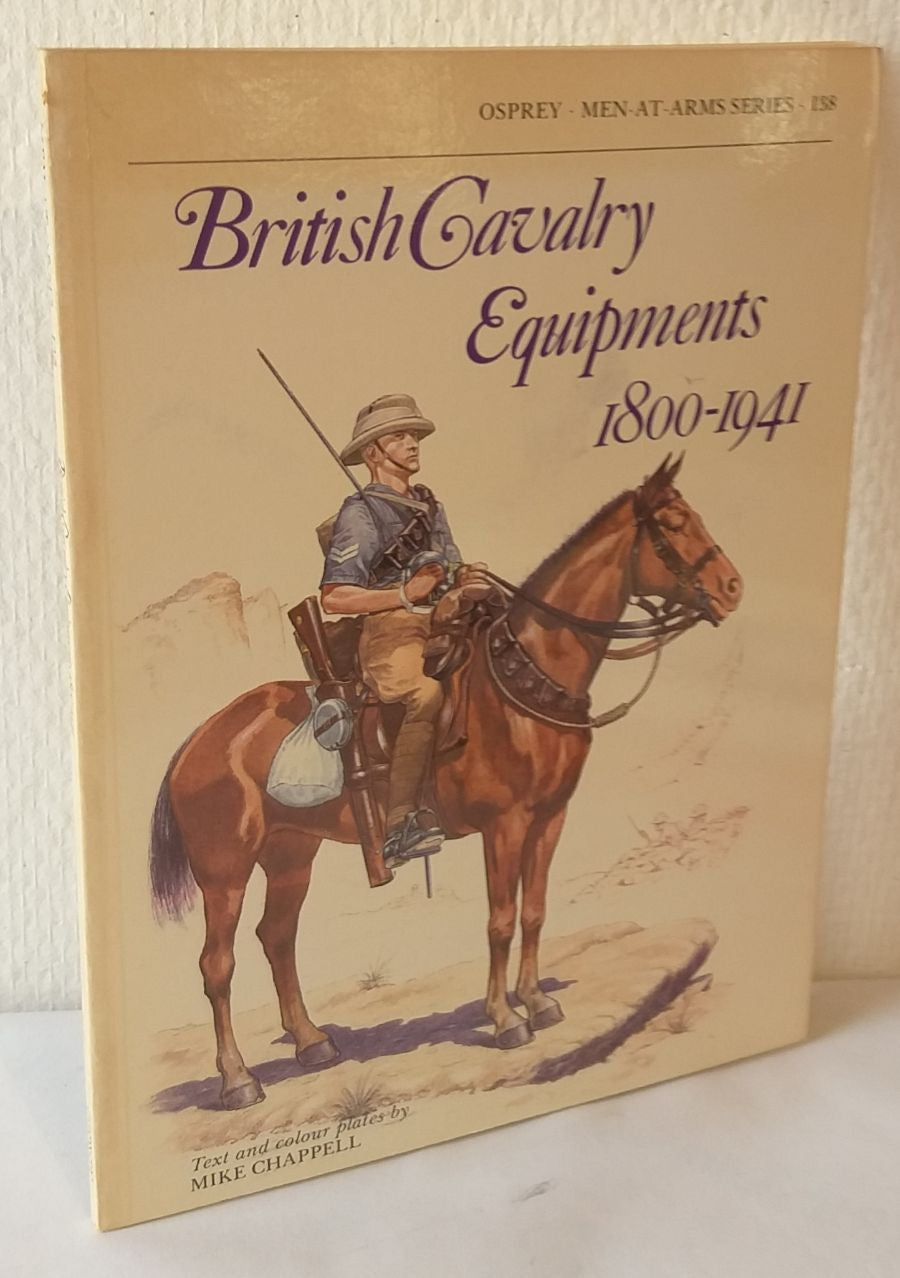 OSPREY · MEN-AT-ARMS SERIES · 138
British Cavalry
Equipments
1800-1941
Text and colour plates by
MIKE CHAPPELL